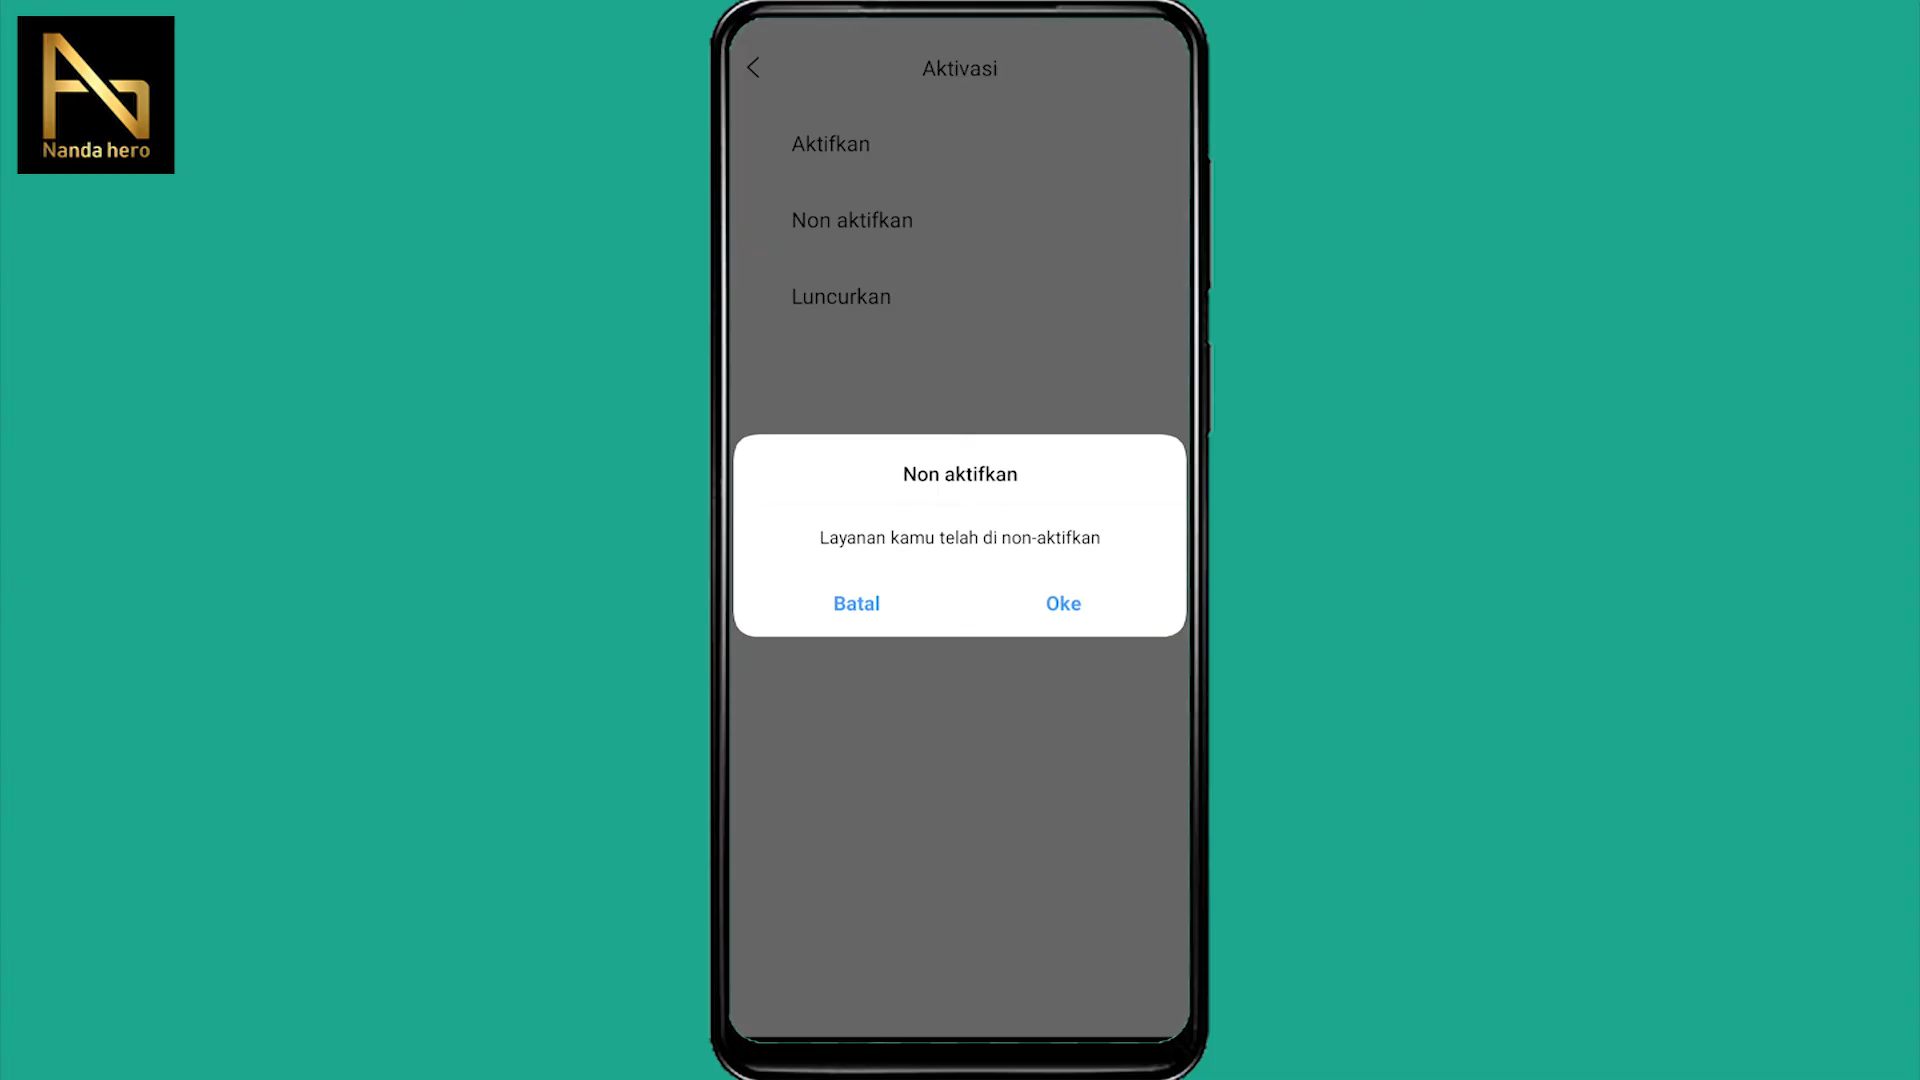 Nanda hero
Aktivasi
Aktifkan
Non aktifkan
Luncurkan
Non aktifkan
Layanan kamu telah di non-aktifkan
Batal
Oke